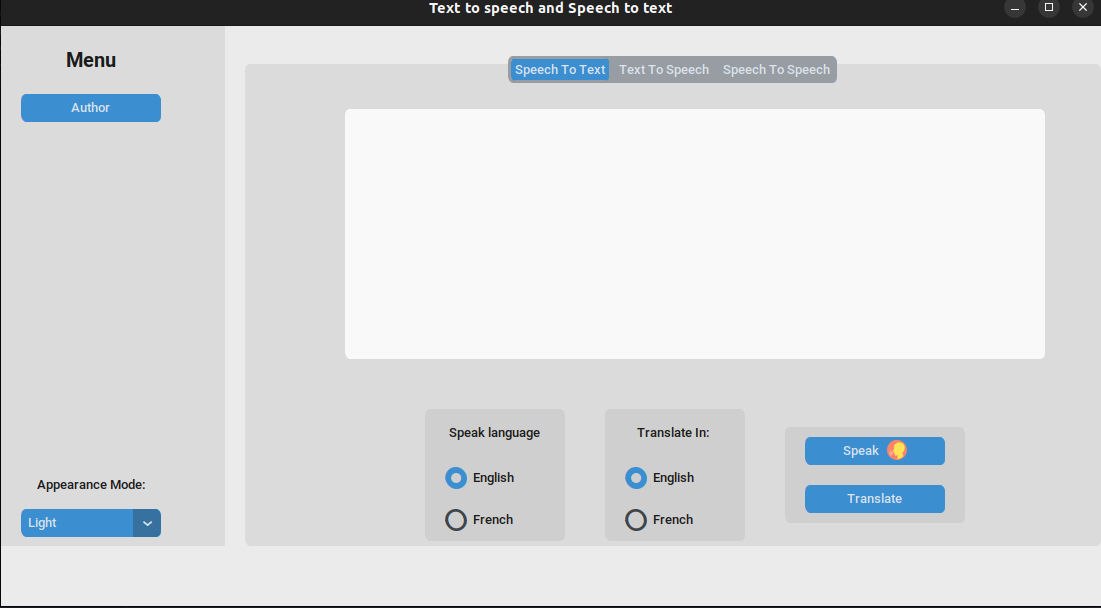 Text to speech and Speech to text
Menu
Author
Appearance Mode:
Light
Speech To Text Text To Speech Speech To Speech
Speak language
English
French
Translate In:
English
French
Speak
Translate